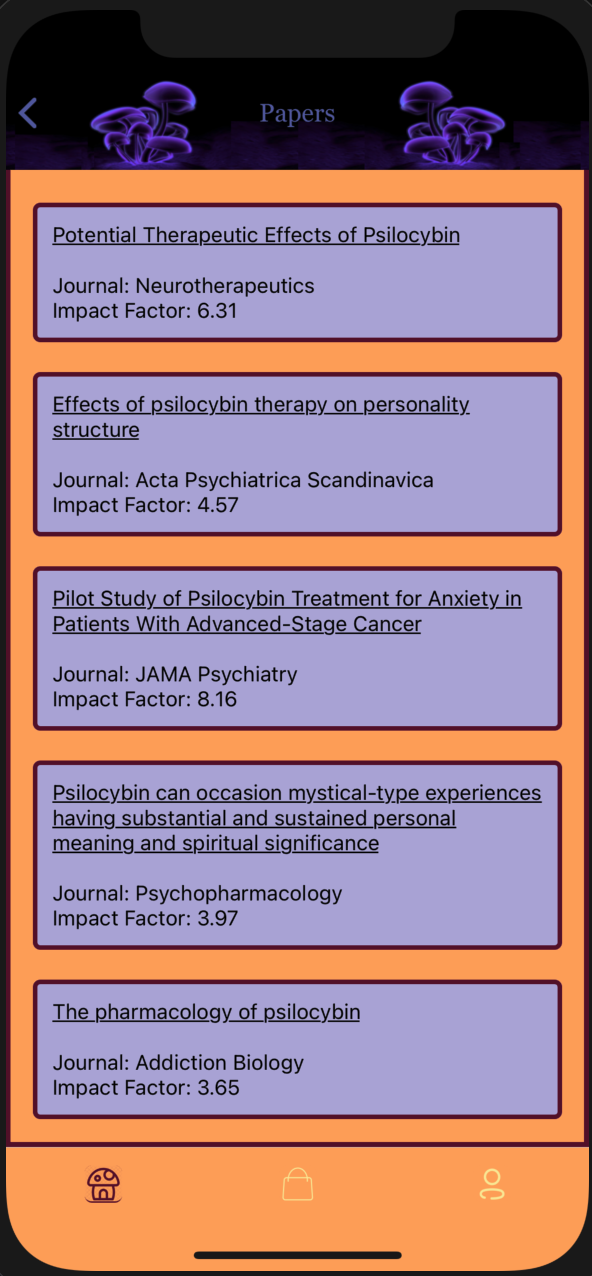 Papers
Potential Therapeutic Effects of Psilocybin
Journal: Neurotherapeutics
Impact Factor: 6.31
Effects of psilocybin therapy on personality
structure
Journal: Acta Psychiatrica Scandinavica
Impact Factor: 4.57
Pilot Study of Psilocybin Treatment for Anxiety in
Patients With Advanced-Stage Cancer
Journal: JAMA Psychiatry
Impact Factor: 8.16
Psilocybin can occasion mystical-type experiences
having substantial and sustained personal
meaning and spiritual significance
Journal: Psychopharmacology
Impact Factor: 3.97
The pharmacology of psilocybin
Journal: Addiction Biology
Impact Factor: 3.65